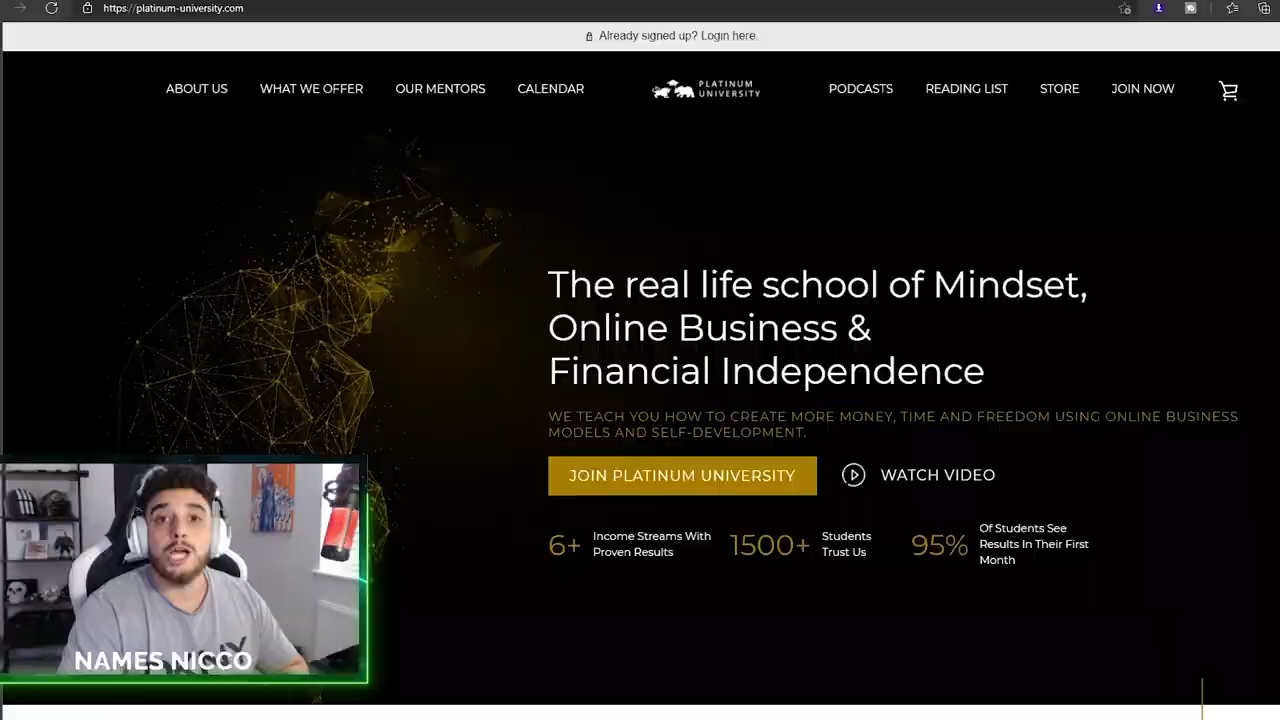 https://platinum-university.com
Already signed up? Login here.
ABOUT US
WHAT WE OFFER
OUR MENTORS
CALENDAR
PLATINUM
UNIVERSITY
PODCASTS
READING LIST
STORE
JOIN NOW
The real life school of Mindset,
Online Business &
Financial Independence
WE TEACH YOU HOW TO CREATE MORE MONEY, TIME AND FREEDOM USING ONLINE BUSINESS
MODELS AND SELF-DEVELOPMENT.
JOIN PLATINUM UNIVERSITY
WATCH VIDEO
6+
Income Streams With
Proven Results
1500+
Students
Trust Us
95%
Of Students See
Results In Their First
Month
NAMES NICCO